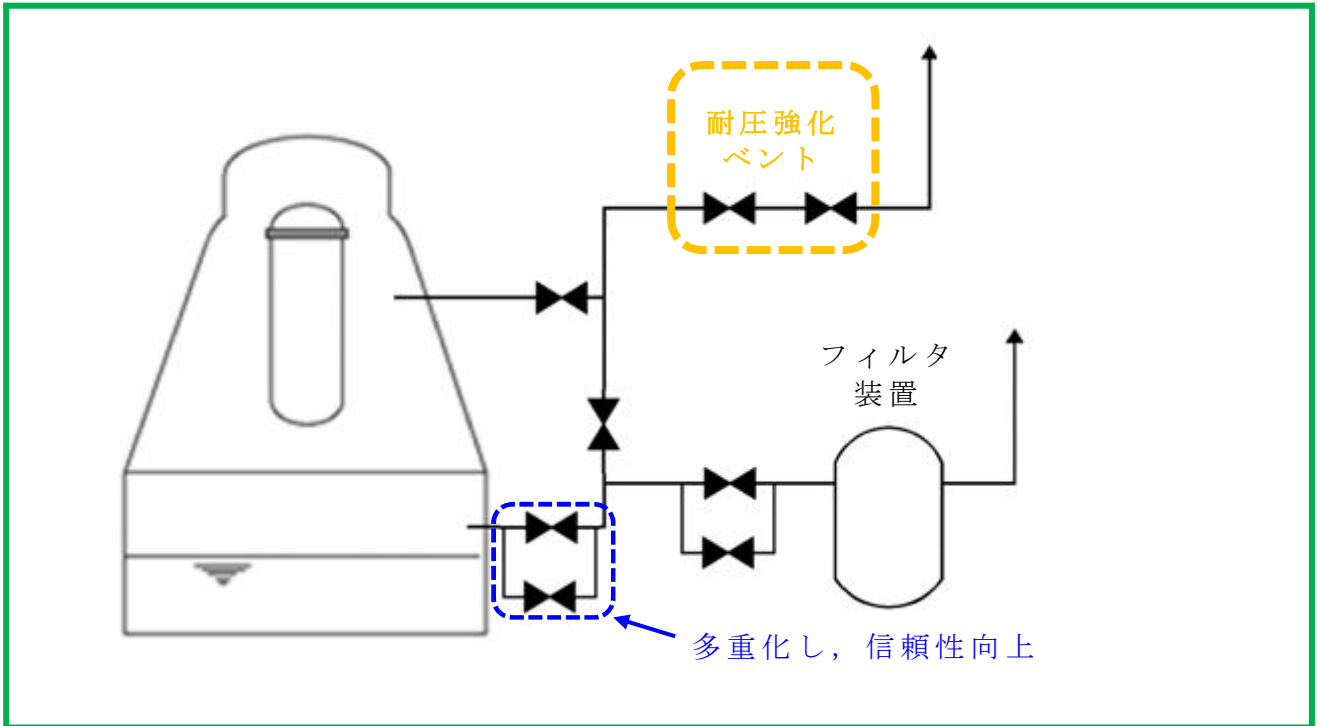 耐圧強化
ベント
フィルタ
装置
多重化し，信頼性向上